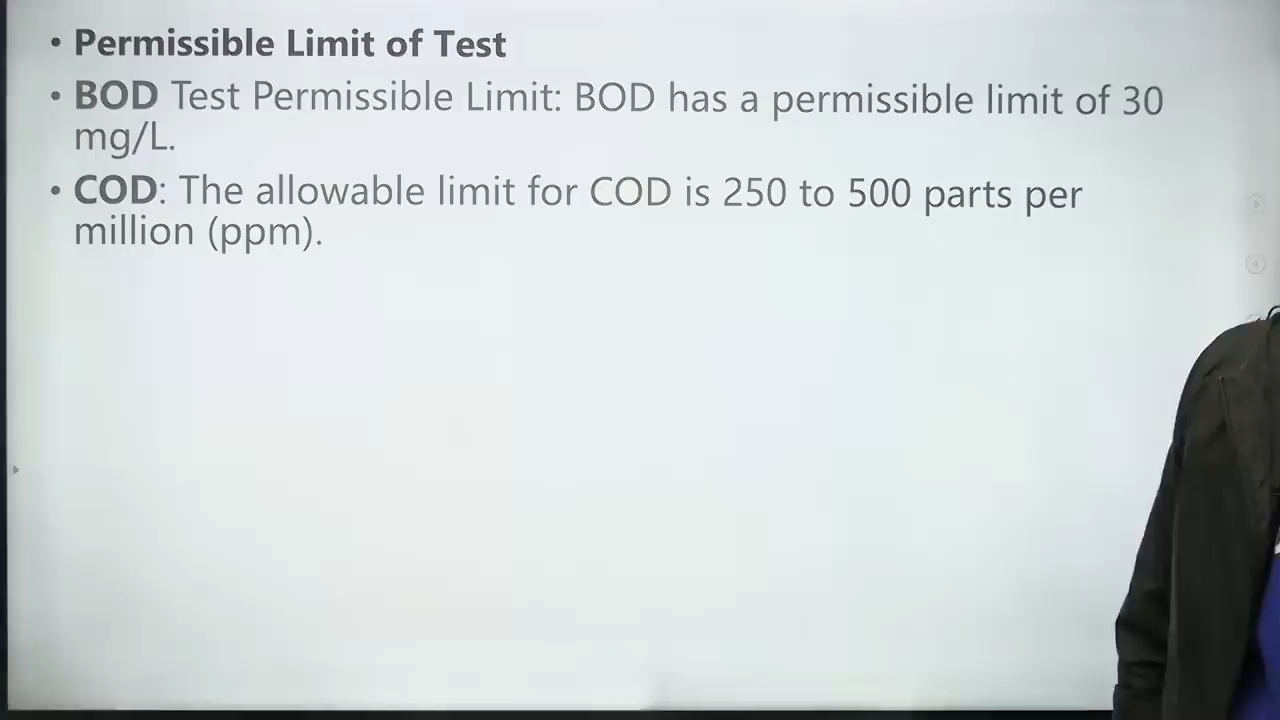 • Permissible Limit of Test
• BOD Test Permissible Limit: BOD has a permissible limit of 30
mg/L.
• COD: The allowable limit for COD is 250 to 500 parts per
million (ppm).